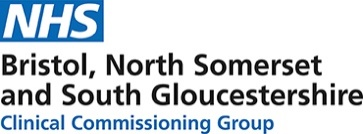 NHS
Bristol, North Somerset
and South Gloucestershire
Clinical Commissioning Group